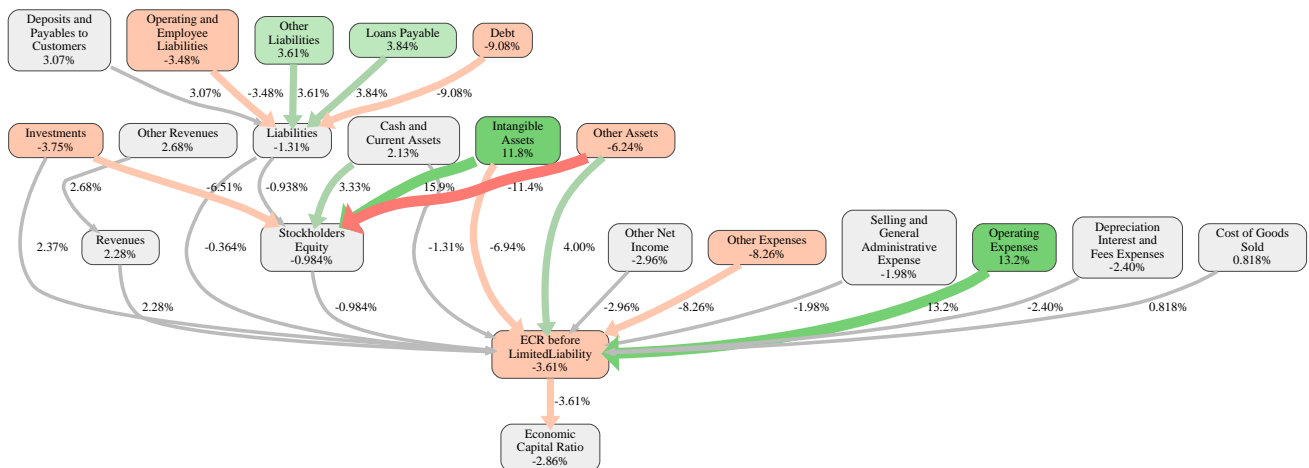 Deposits and
Payables to
Customers
3.07%
Operating and
Employee
Liabilities
-3.48%
Other
Liabilities
3.61%
Loans Payable
3.84%
Debt
-9.08%
3.07%
-3.48%
3.61%
3.84%
-9.08%
Investments
-3.75%
Other Revenues
2.68%
Liabilities
-1.31%
Cash and
Current Assets
2.13%
Intangible
Assets
11.8%
Other Assets
-6.24%
2.68%
-6.51%
-0.938%
3.33%
15.9%
-11.4%
Revenues
2.28%
Stockholders
Equity
-0.984%
Other Net
Income
-2.96%
Other Expenses
-8.26%
Selling and
General
Administrative
Expense
-1.98%
Operating
Expenses
13.2%
Depreciation
Interest and
Fees Expenses
-2.40%
Cost of Goods
Sold
0.818%
2.37%
-0.364%
-1.31%
-6.94%
4.00%
2.28%
-0.984%
-2.96%
-8.26%
-1.98%
13.2%
-2.40%
0.818%
ECR before
LimitedLiability
-3.61%
-3.61%
Economic
Capital Ratio
-2.86%